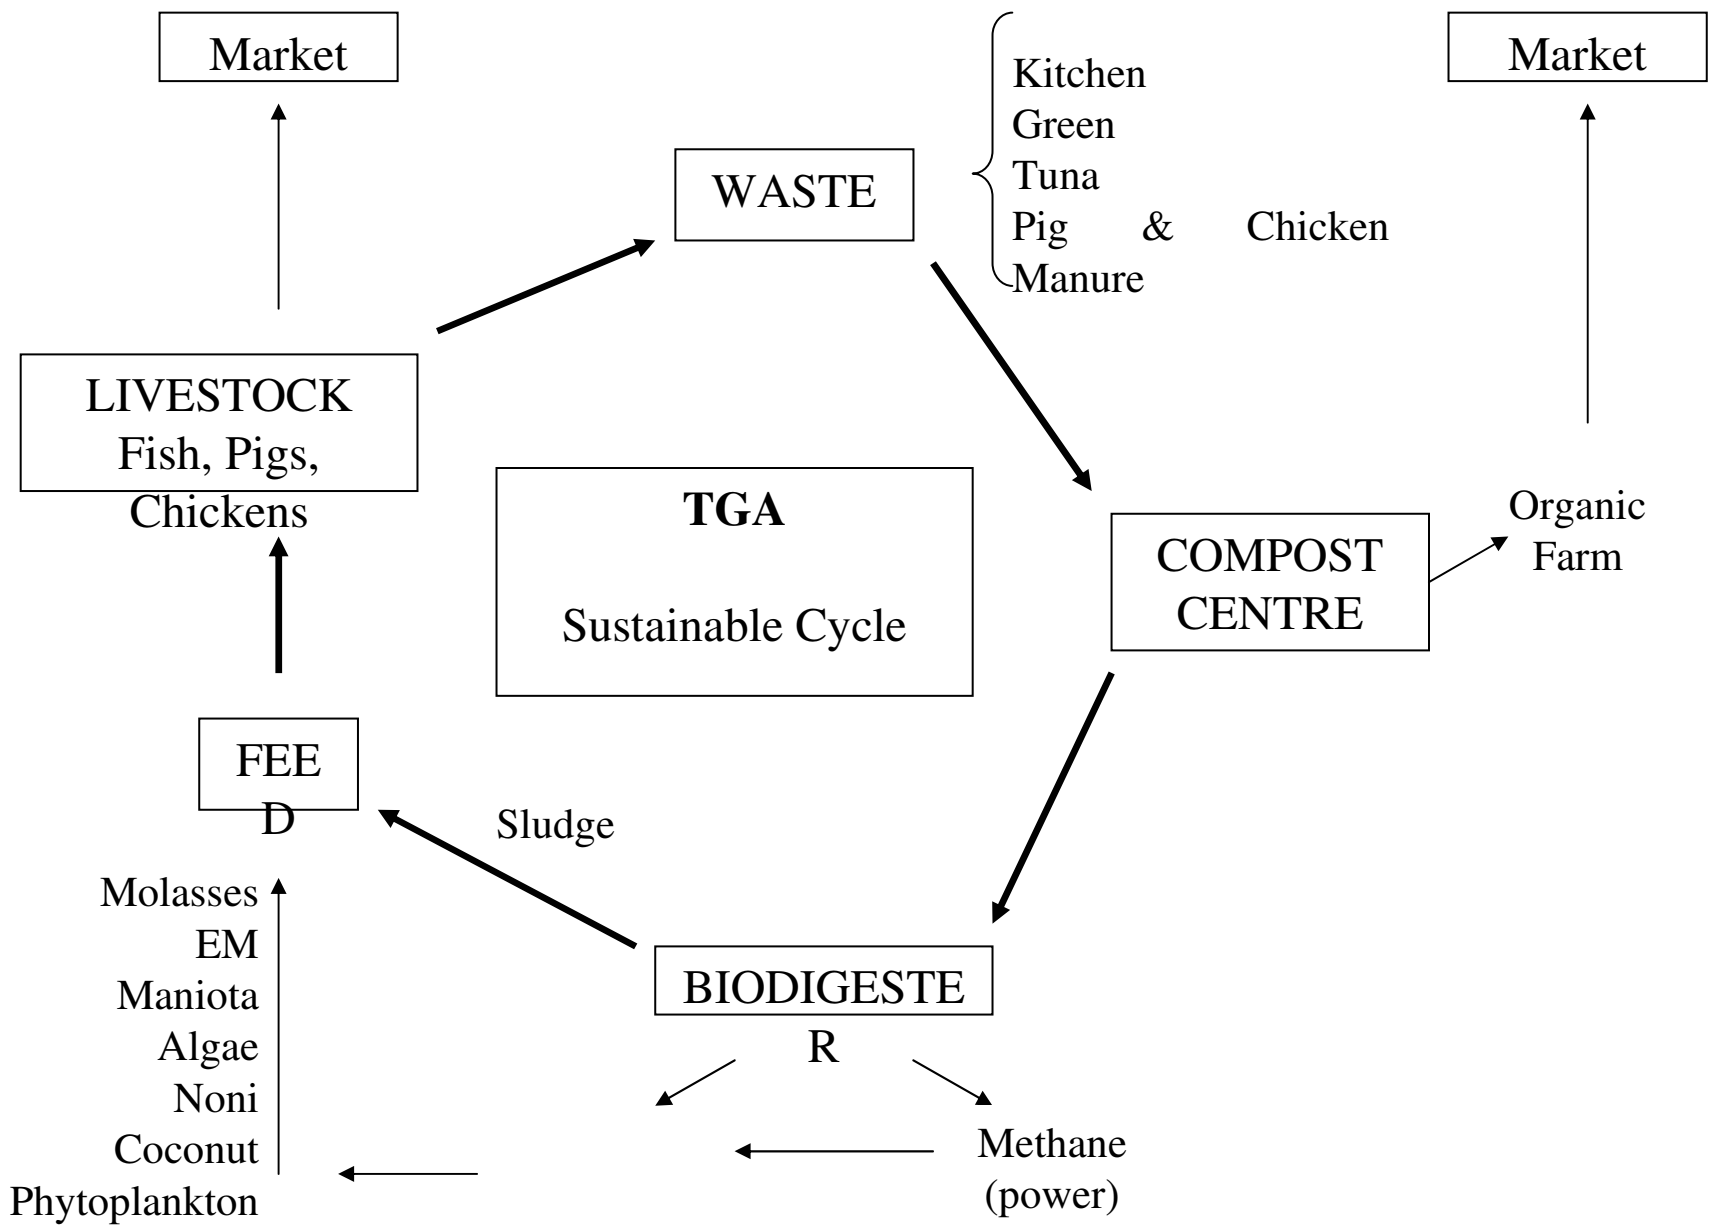 Market
Market
Kitchen
Green
Tuna
Pig & Chicken
Manure
WASTE
LIVESTOCK
Fish, Pigs,
Chickens
TGA
Sustainable Cycle
COMPOST
CENTRE
Organic
Farm
FEE
D
Sludge
Molasses
EM
Maniota
Algae
Noni
Coconut
Phytoplankton
BIODIGESTE
R
Methane
(power)